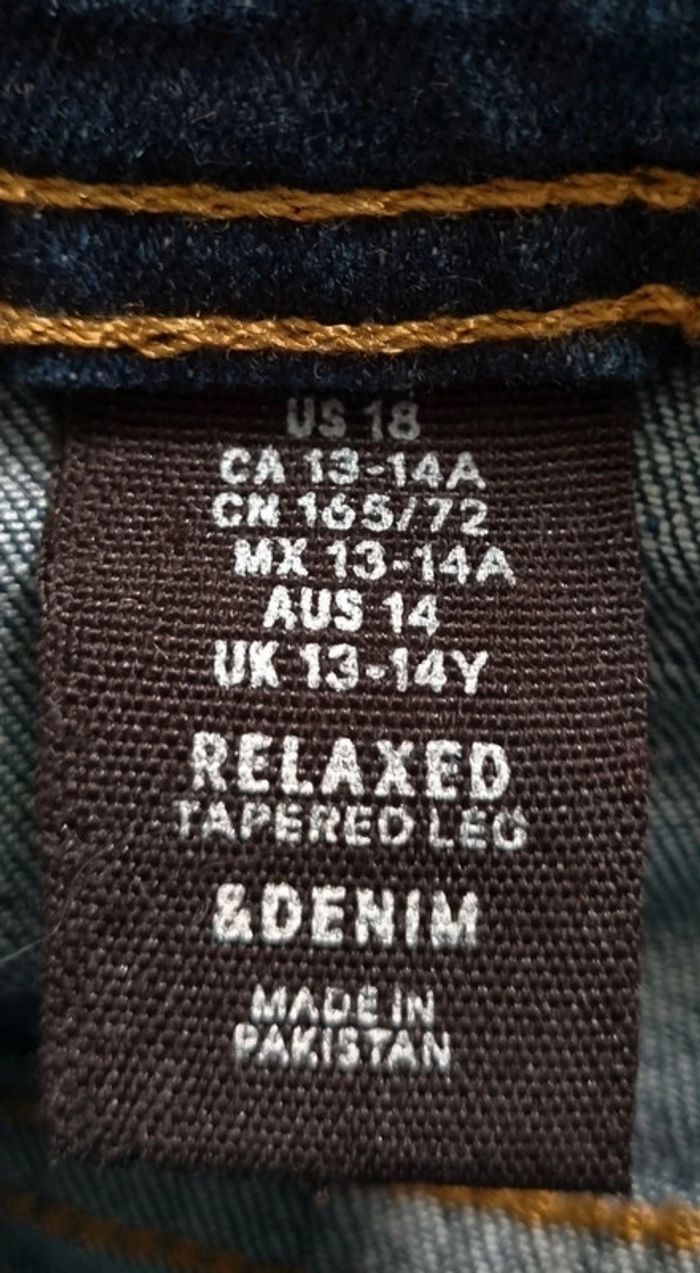 US 18
CA 13-14A
CN 165/72
MX 13-14A
AUS 14
UK 13-14Y
RELAXED
TAPERED LEG
&DENIM
MADE IN
PAKISTAN